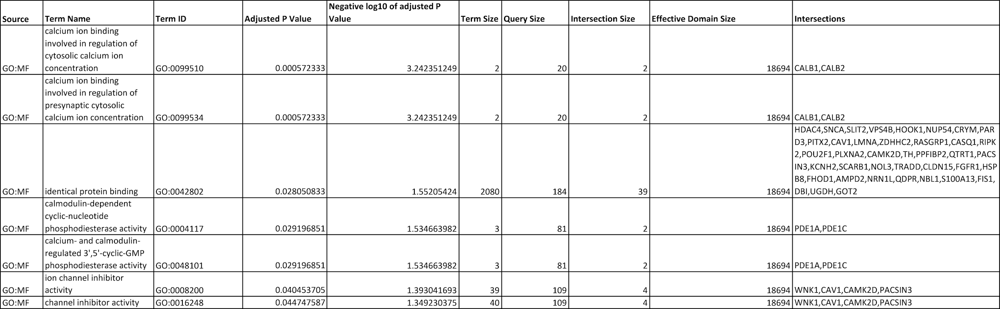 Source Term Name Term ID Adjusted P Value Negative log10 of adjusted P Value Term Size Query Size Intersection Size Effective Domain Size Intersections
GO:MF calcium ion binding involved in regulation of cytosolic calcium ion concentration GO:0099510 0.000572333 3.242351249 2 20 2 18694 CALB1,CALB2
GO:MF calcium ion binding involved in regulation of presynaptic cytosolic calcium ion concentration GO:0099534 0.000572333 3.242351249 2 20 2 18694 CALB1,CALB2
GO:MF identical protein binding GO:0042802 0.028050833 1.55205424 2080 184 39 18694 HDAC4,SNCA,SLIT2,VPS4B,HOOK1,NUP54,CRYM,PARD3,PITX2,CAV1,LMNA,ZDHHC2,RASGRP1,CASQ1,RIPK2,POU2F1,PLXNA2,CAMK2D,TH,PPFIBP2,QTRT1,PACSIN3,KCNH2,SCARB1,NOL3,TRADD,CLDN15,FGFR1,HSPB8,FHOD1,AMPD2,NRN1L,QDPR,NBL1,S100A13,FIS1,DBI,UGDH,GOT2
GO:MF calmodulin-dependent cyclic-nucleotide phosphodiesterase activity GO:0004117 0.029196851 1.534663982 3 81 2 18694 PDE1A,PDE1C
GO:MF calcium- and calmodulin-regulated 3',5'-cyclic-GMP phosphodiesterase activity GO:0048101 0.029196851 1.534663982 3 81 2 18694 PDE1A,PDE1C
GO:MF ion channel inhibitor activity GO:0008200 0.040453705 1.393041693 39 109 4 18694 WNK1,CAV1,CAMK2D,PACSIN3
GO:MF channel inhibitor activity GO:0016248 0.044747587 1.349230375 40 109 4 18694 WNK1,CAV1,CAMK2D,PACSIN3